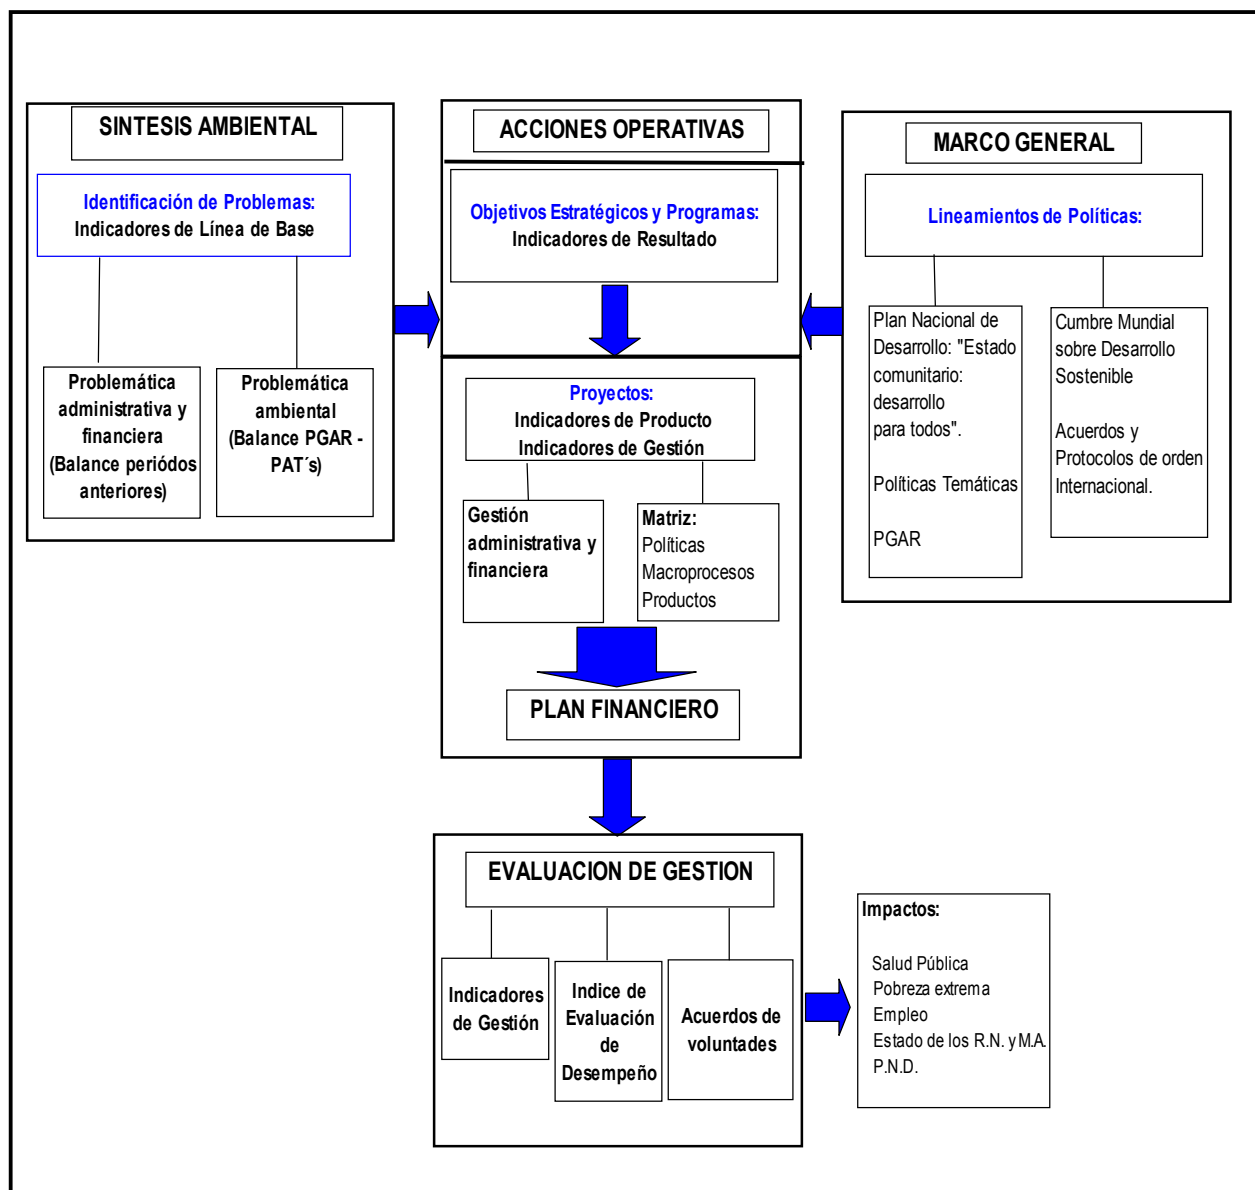 SINTESIS AMBIENTAL
Identificación de Problemas:
Indicadores de Línea de Base
Problemática
administrativa y
financiera
(Balance periódos
anteriores)
Problemática
ambiental
(Balance PGAR -
PAT´s)
ACCIONES OPERATIVAS
Objetivos Estratégicos y Programas:
Indicadores de Resultado
Proyectos:
Indicadores de Producto
Indicadores de Gestión
Gestión
administrativa y
financiera
Matriz:
Políticas
Macroprocesos
Productos
PLAN FINANCIERO
MARCO GENERAL
Lineamientos de Políticas:
Plan Nacional de
Desarrollo: "Estado
comunitario:
desarrollo
para todos".
Políticas Temáticas
PGAR
Cumbre Mundial
sobre Desarrollo
Sostenible
Acuerdos y
Protocolos de orden
Internacional.
EVALUACION DE GESTION
Indicadores
de Gestión
Indice de
Evaluación
de
Desempeño
Acuerdos de
voluntades
Impactos:
Salud Pública
Pobreza extrema
Empleo
Estado de los R.N. y M.A.
P.N.D.